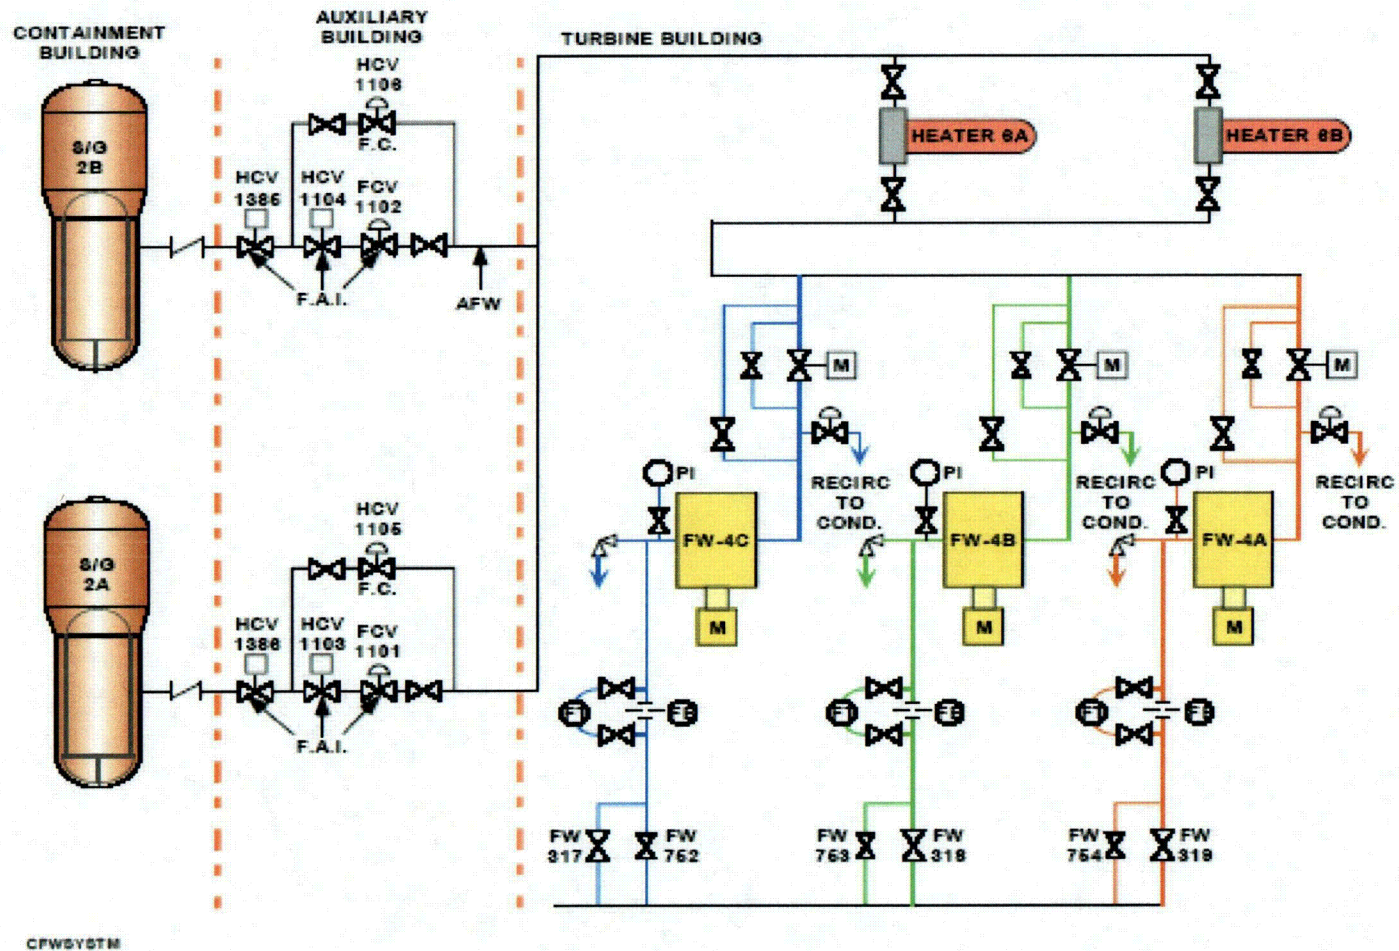 CONTAINMENT
BUILDING
AUXILIARY
BUILDING
TURBINE BUILDING
HCV
1106
F.C.
S/G
2B
HCV
1385
HCV
1104
FCV
1102
F.A.I.
AFW
HEATER 6A
HEATER 6B
M
M
M
RECIRC
TO
COND.
RECIRC
TO
COND.
RECIRC
TO
COND.
PI
PI
PI
FW-4C
FW-4B
FW-4A
M
M
M
HCV
1105
F.C.
S/G
2A
HCV
1386
HCV
1103
FCV
1101
F.A.I.
FW
317
FW
762
FW
763
FW
318
FW
764
FW
319
CFWSYSTM